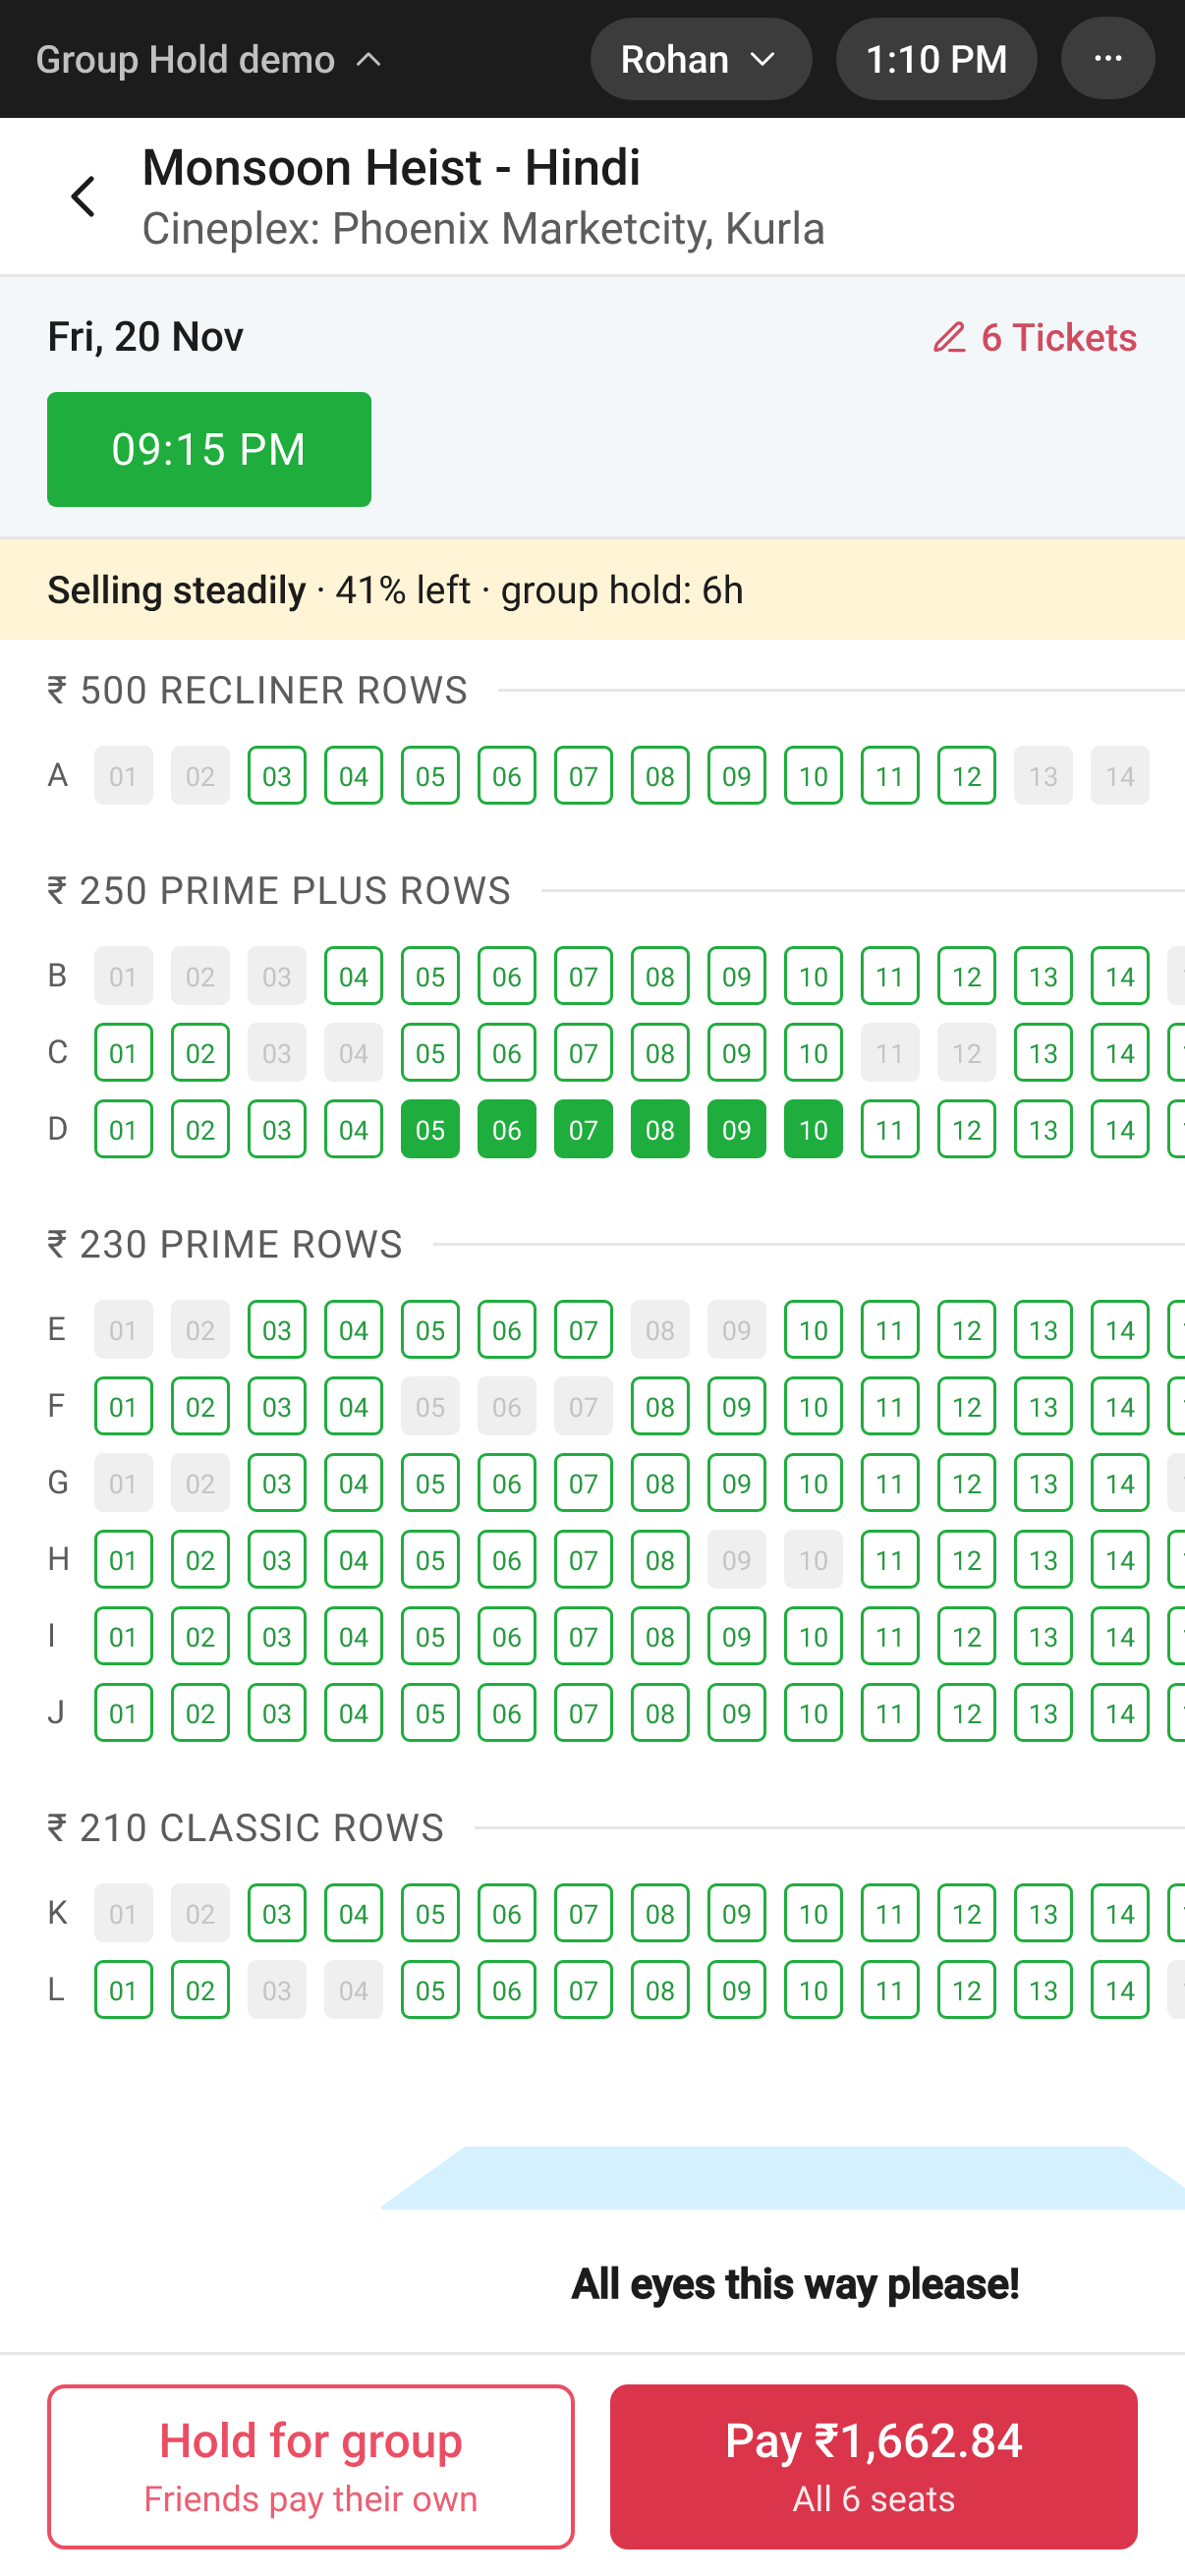 Group Hold demo
Rohan
1:10 PM
Monsoon Heist - Hindi
Cineplex: Phoenix Marketcity, Kurla
Fri, 20 Nov
6 Tickets
09:15 PM
Selling steadily · 41% left · group hold: 6h
₹ 500 RECLINER ROWS
A 01 02 03 04 05 06 07 08 09 10 11 12 13 14
₹ 250 PRIME PLUS ROWS
B 01 02 03 04 05 06 07 08 09 10 11 12 13 14
C 01 02 03 04 05 06 07 08 09 10 11 12 13 14
D 01 02 03 04 05 06 07 08 09 10 11 12 13 14
₹ 230 PRIME ROWS
E 01 02 03 04 05 06 07 08 09 10 11 12 13 14
F 01 02 03 04 05 06 07 08 09 10 11 12 13 14
G 01 02 03 04 05 06 07 08 09 10 11 12 13 14
H 01 02 03 04 05 06 07 08 09 10 11 12 13 14
I 01 02 03 04 05 06 07 08 09 10 11 12 13 14
J 01 02 03 04 05 06 07 08 09 10 11 12 13 14
₹ 210 CLASSIC ROWS
K 01 02 03 04 05 06 07 08 09 10 11 12 13 14
L 01 02 03 04 05 06 07 08 09 10 11 12 13 14
All eyes this way please!
Hold for group
Friends pay their own
Pay ₹1,662.84
All 6 seats